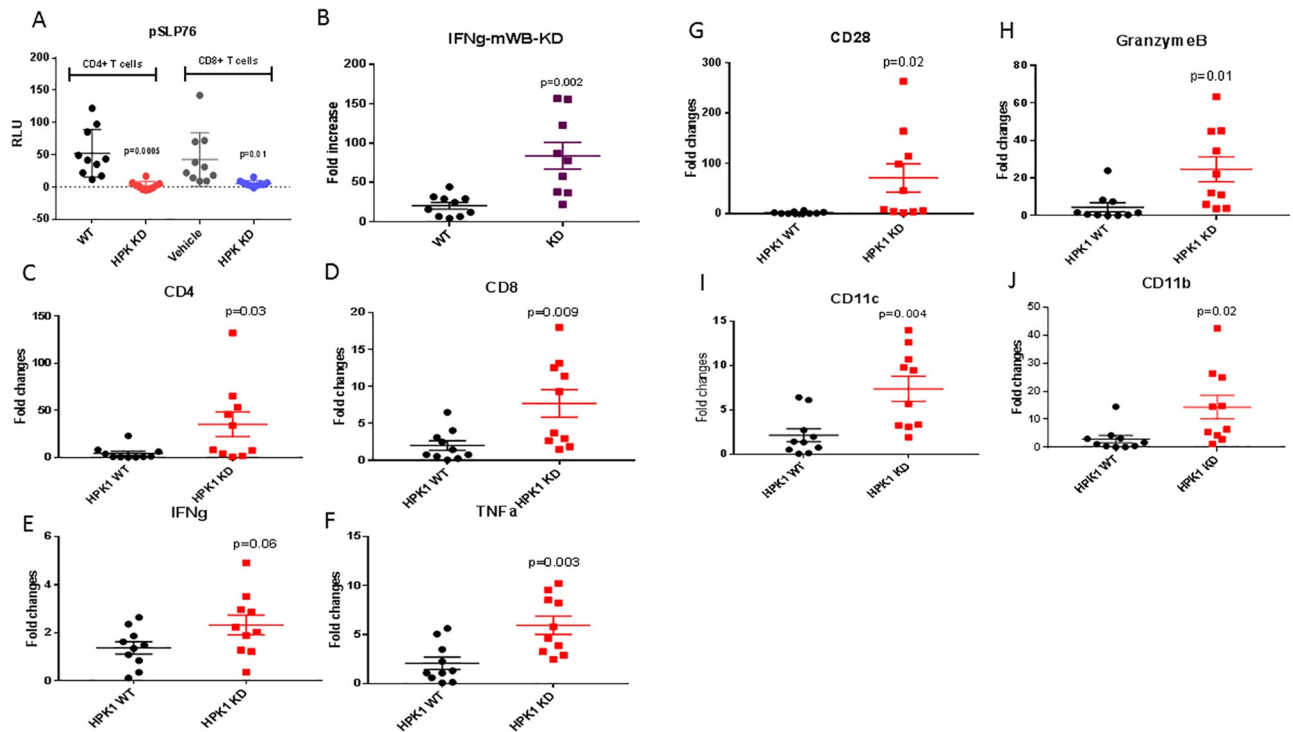 A
pSLP76
CD4+ T cells
CD8+ T cells
RLU
200
150
100
50
0
-50
p=0.0005
p=0.01
WT
HPK KD
Vehicle
HPK KD
B
IFNg-mWB-KD
Fold increase
200
150
100
50
0
p=0.002
WT
KD
G
CD28
Fold changes
300
200
100
0
p=0.02
HPK1 WT
HPK1 KD
H
GranzymeB
Fold changes
80
60
40
20
0
p=0.01
HPK1 WT
HPK1 KD
C
CD4
Fold changes
150
100
50
0
p=0.03
HPK1 WT
HPK1 KD
D
CD8
Fold changes
20
15
10
5
0
p=0.009
HPK1 WT
HPK1 KD
I
CD11c
Fold changes
15
10
5
0
p=0.004
HPK1 WT
HPK1 KD
J
CD11b
Fold changes
50
40
30
20
10
0
p=0.02
HPK1 WT
HPK1 KD
E
IFNg
Fold changes
6
4
2
0
p=0.06
HPK1 WT
HPK1 KD
F
TNFa
Fold changes
15
10
5
0
p=0.003
HPK1 WT
HPK1 KD